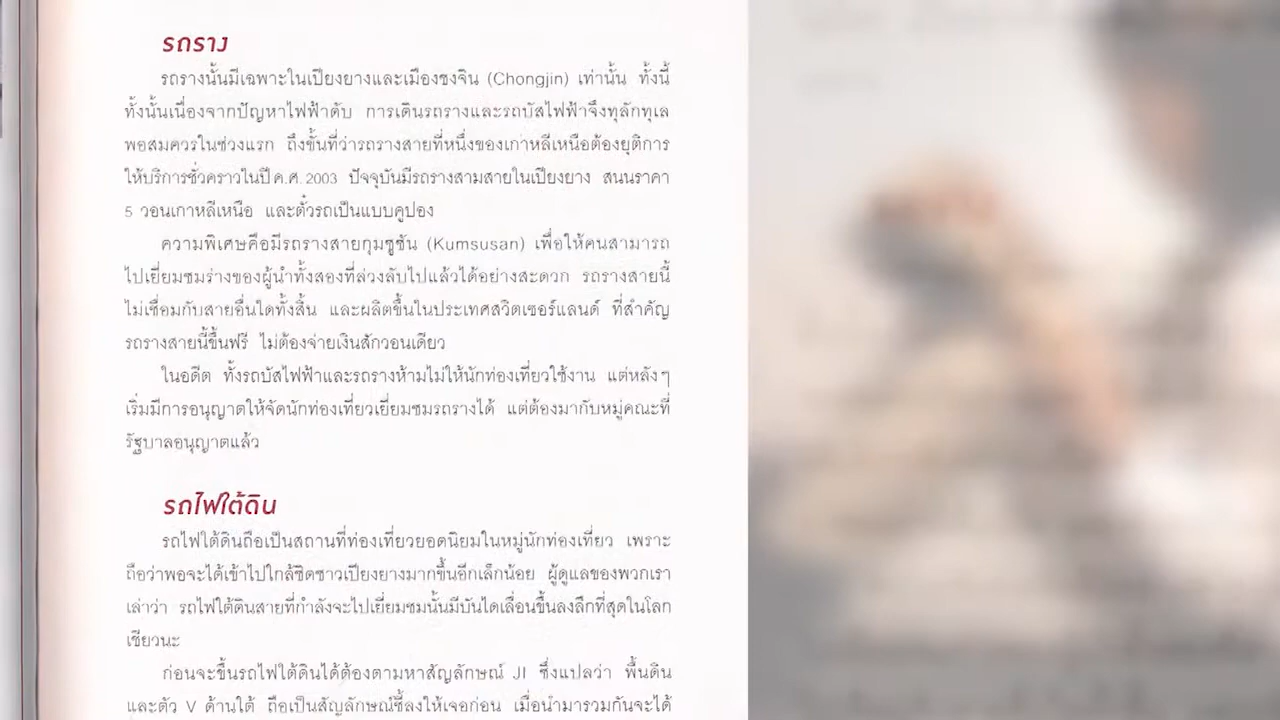 รถราง
รถรางนั้นมีเฉพาะในเปียงยางและเมืองชงจิน (Chongjin) เท่านั้น ทั้งนี้
ทั้งนั้นเนื่องจากปัญหาไฟฟ้าดับ การเดินรถรางและรถบัสไฟฟ้าจึงทุลักทุเล
พอสมควรในช่วงแรก ถึงขั้นที่ว่ารถรางสายที่หนึ่งของเกาหลีเหนือต้องยุติการ
ให้บริการชั่วคราวในปี ค.ศ. 2003 ปัจจุบันมีรถรางสามสายในเปียงยาง สนนราคา
5 วอนเกาหลีเหนือ และตั๋วรถเป็นแบบคูปอง
ความพิเศษคือมีรถรางสายกุมซูซัน (Kumsusan) เพื่อให้คนสามารถ
ไปเยี่ยมชมร่างของผู้นำทั้งสองที่ล่วงลับไปแล้วได้อย่างสะดวก รถรางสายนี้
ไม่เชื่อมกับสายอื่นใดทั้งสิ้น และผลิตขึ้นในประเทศสวิตเซอร์แลนด์ ที่สำคัญ
รถรางสายนี้ขึ้นฟรี ไม่ต้องจ่ายเงินสักวอนเดียว
ในอดีต ทั้งรถบัสไฟฟ้าและรถรางห้ามไม่ให้นักท่องเที่ยวใช้งาน แต่หลังๆ
เริ่มมีการอนุญาตให้จัดนักท่องเที่ยวเยี่ยมชมรถรางได้ แต่ต้องมากับหมู่คณะที่
รัฐบาลอนุญาตแล้ว
รถไฟใต้ดิน
รถไฟใต้ดินถือเป็นสถานที่ท่องเที่ยวยอดนิยมในหมู่นักท่องเที่ยว เพราะ
ถือว่าพอจะได้เข้าไปใกล้ชิดชาวเปียงยางมากขึ้นอีกเล็กน้อย ผู้ดูแลของพวกเรา
เล่าว่า รถไฟใต้ดินสายที่กำลังจะไปเยี่ยมชมนั้นมีบันไดเลื่อนขึ้นลงลึกที่สุดในโลก
เชียวนะ
ก่อนจะขึ้นรถไฟใต้ดินได้ต้องตามหาสัญลักษณ์ JI ซึ่งแปลว่า พื้นดิน
และตัว V ด้านใต้ ถือเป็นสัญลักษณ์ชี้ลงให้เจอก่อน เมื่อนำมารวมกันจะได้